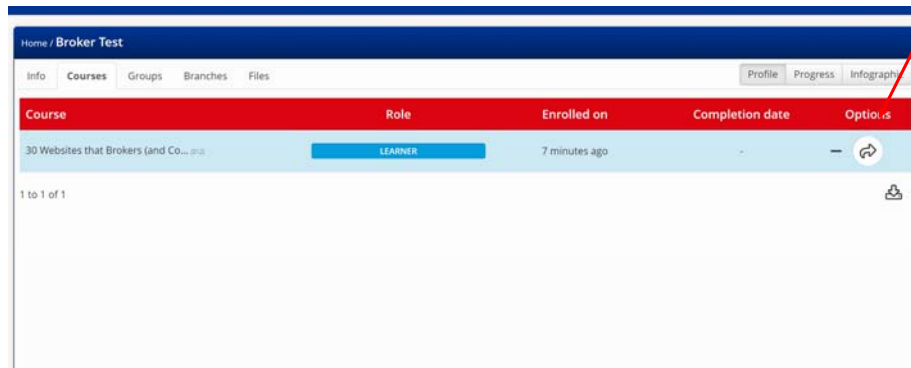 Home / Broker Test
Info Courses Groups Branches Files Profile Progress Infographic
Course Role Enrolled on Completion date Options
30 Websites that Brokers (and Co... LEARNER 7 minutes ago -
1 to 1 of 1